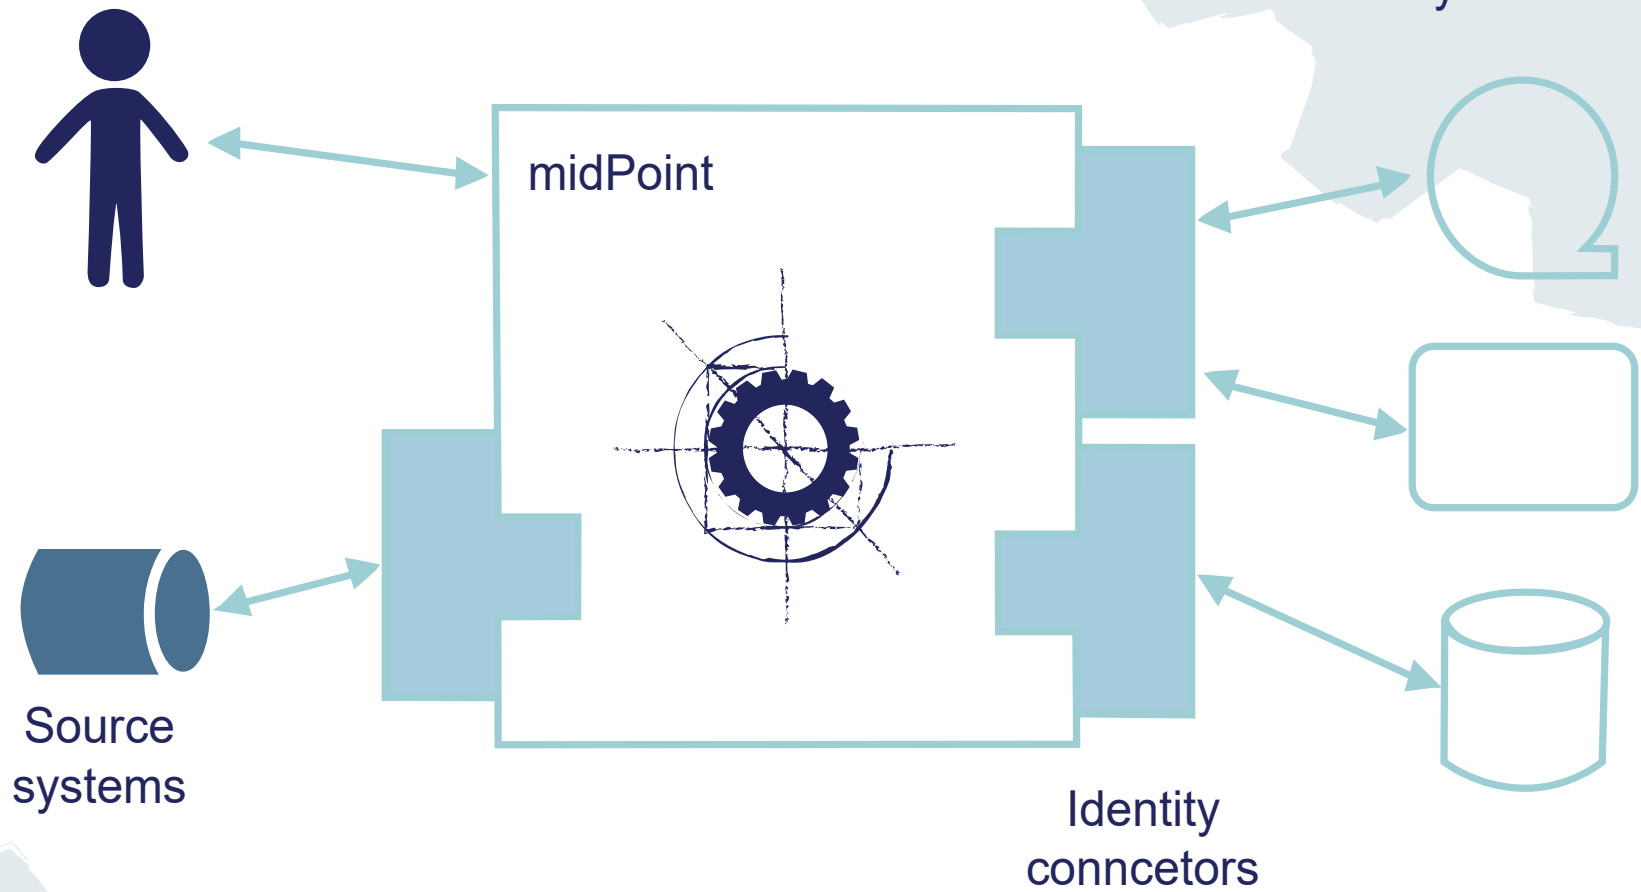 midPoint
Source
systems
Identity
conncetors